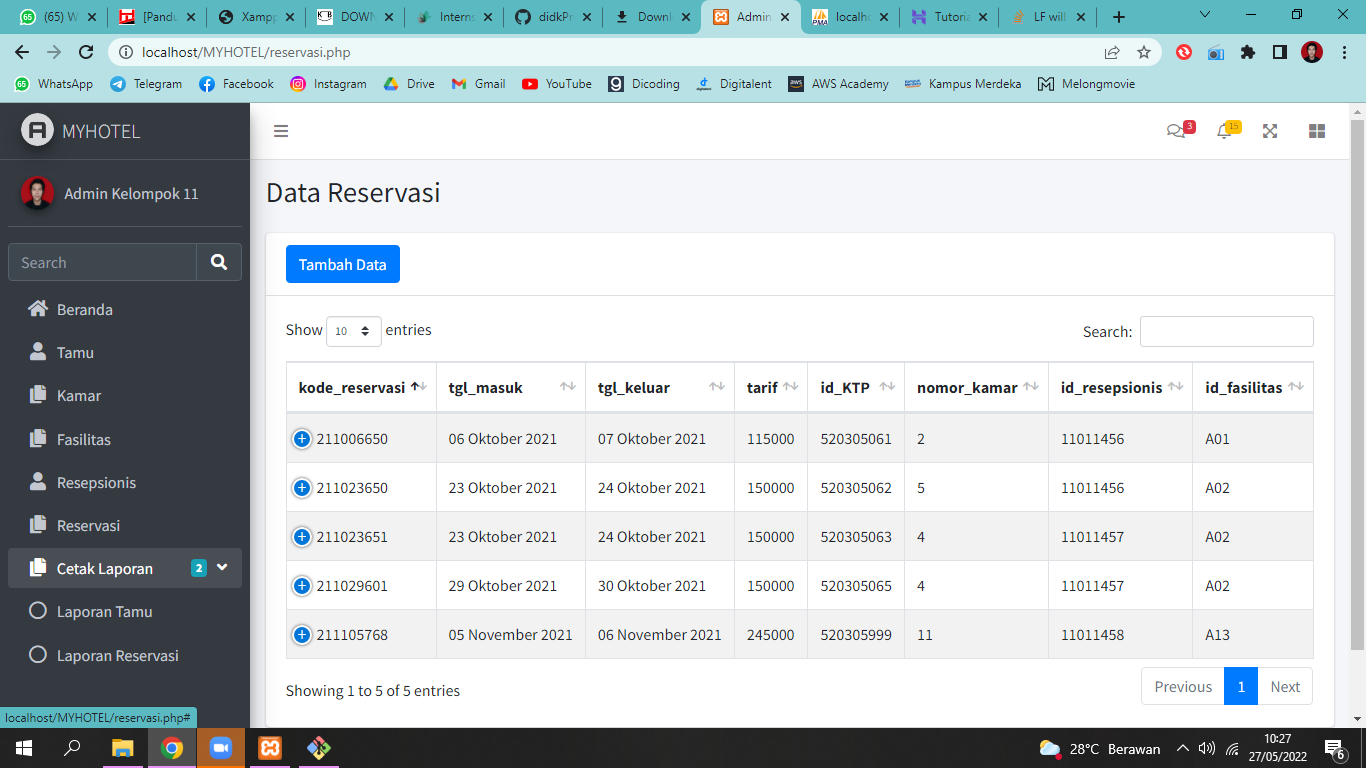 (65) W
[Pandu
Xampp
DOWN
Interns
didkPr
Downl
Admin
localho
Tutoria
LF will
localhost/MYHOTEL/reservasi.php
WhatsApp Telegram Facebook Instagram Drive Gmail YouTube Dicoding Digitalent AWS Academy Kampus Merdeka Melongmovie
MYHOTEL
3
15
Admin Kelompok 11
Search
Beranda
Tamu
Kamar
Fasilitas
Resepsionis
Reservasi
Cetak Laporan 2
Laporan Tamu
Laporan Reservasi
Data Reservasi
Tambah Data
Show 10 entries
Search:
kode_reservasi tgl_masuk tgl_keluar tarif id_KTP nomor_kamar id_resepsionis id_fasilitas
211006650 06 Oktober 2021 07 Oktober 2021 115000 520305061 2 11011456 A01
211023650 23 Oktober 2021 24 Oktober 2021 150000 520305062 5 11011456 A02
211023651 23 Oktober 2021 24 Oktober 2021 150000 520305063 4 11011457 A02
211029601 29 Oktober 2021 30 Oktober 2021 150000 520305065 4 11011457 A02
211105768 05 November 2021 06 November 2021 245000 520305999 11 11011458 A13
Showing 1 to 5 of 5 entries
Previous 1 Next
localhost/MYHOTEL/reservasi.php#
28°C Berawan
10:27
27/05/2022
6